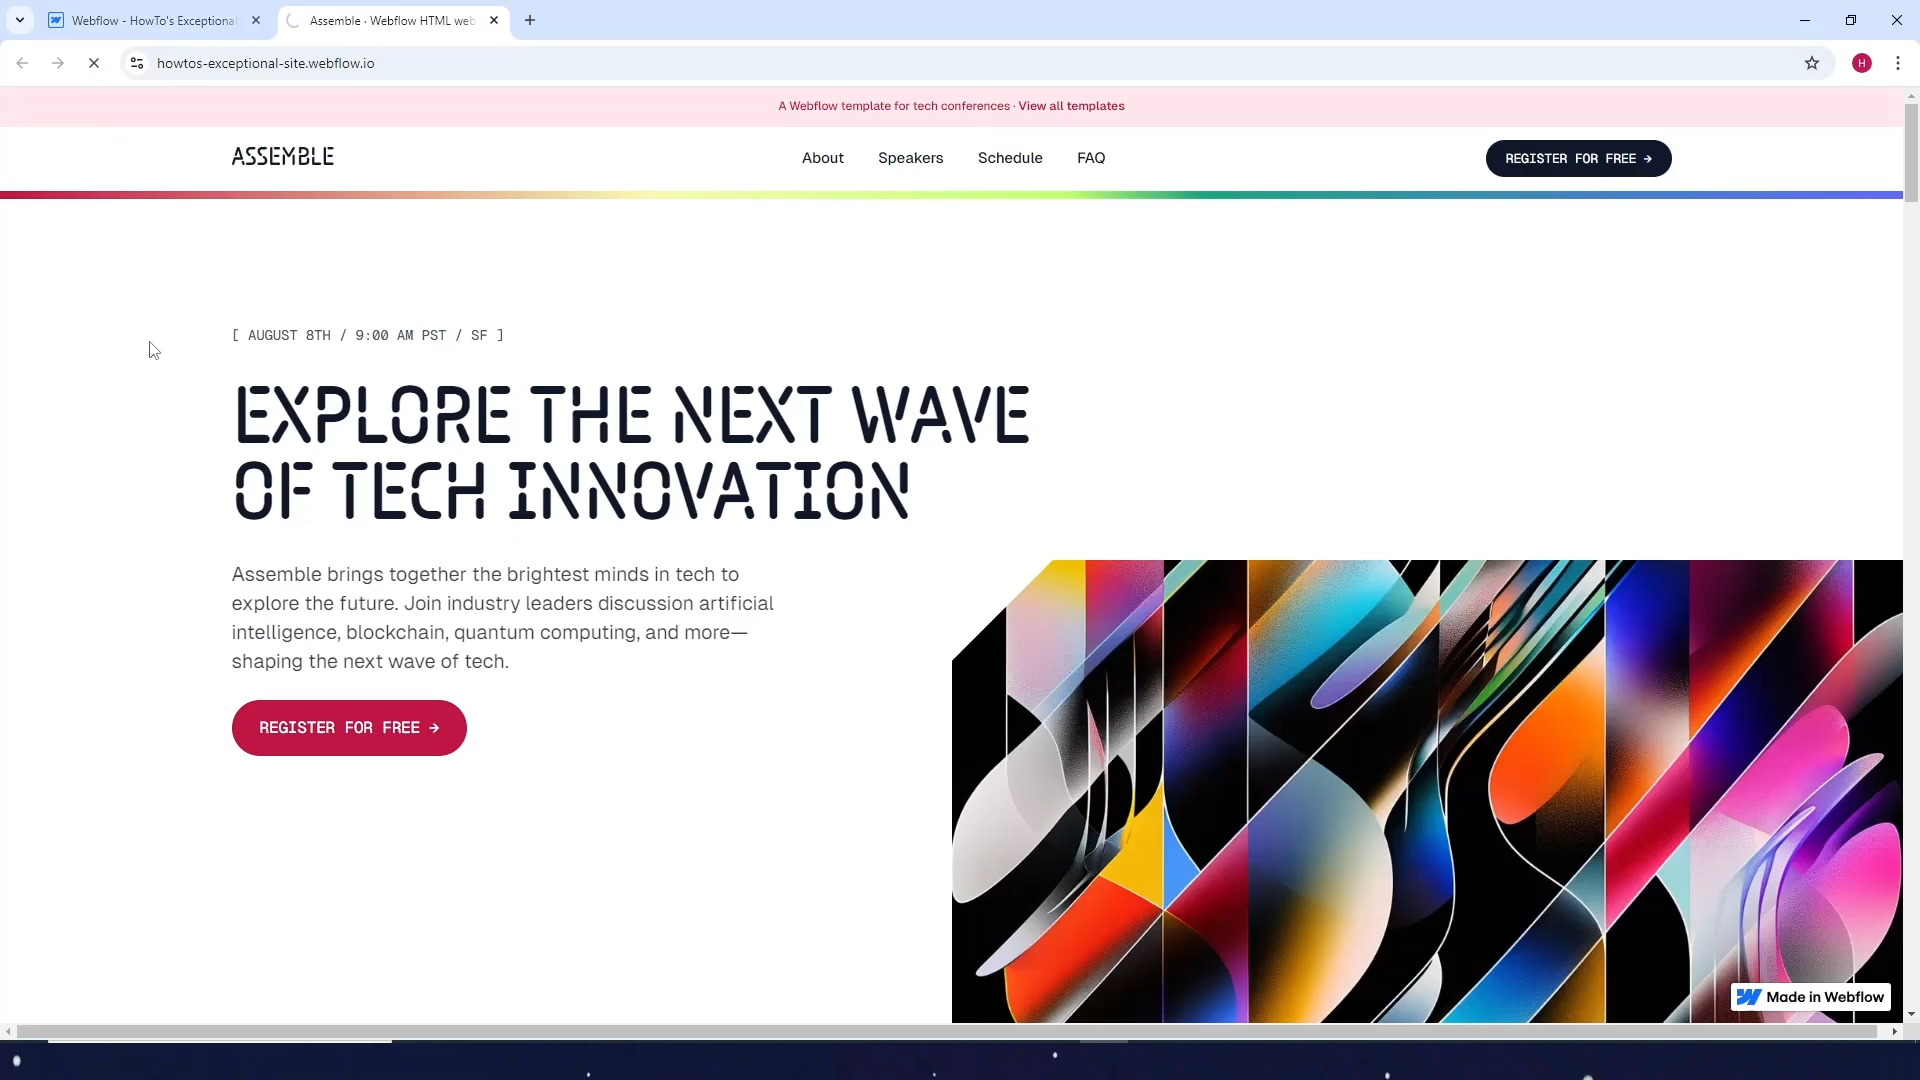 Webflow - HowTo's Exceptional
Assemble · Webflow HTML web
howtos-exceptional-site.webflow.io
H
A Webflow template for tech conferences · View all templates
ASSEMBLE
About
Speakers
Schedule
FAQ
REGISTER FOR FREE →
[ AUGUST 8TH / 9:00 AM PST / SF ]
EXPLORE THE NEXT WAVE
OF TECH INNOVATION
Assemble brings together the brightest minds in tech to
explore the future. Join industry leaders discussion artificial
intelligence, blockchain, quantum computing, and more—
shaping the next wave of tech.
REGISTER FOR FREE →
Made in Webflow